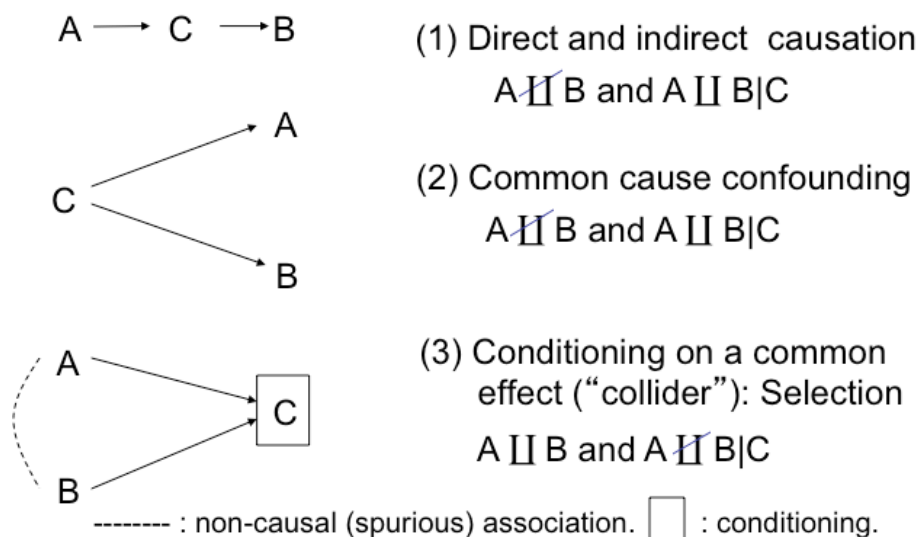 A → C → B
(1) Direct and indirect causation
A ∐̸ B and A ∐ B|C
A
C
B
(2) Common cause confounding
A ∐̸ B and A ∐ B|C
A
C
B
(3) Conditioning on a common
effect (“collider”): Selection
A ∐ B and A ∐̸ B|C
-------- : non-causal (spurious) association. □ : conditioning.